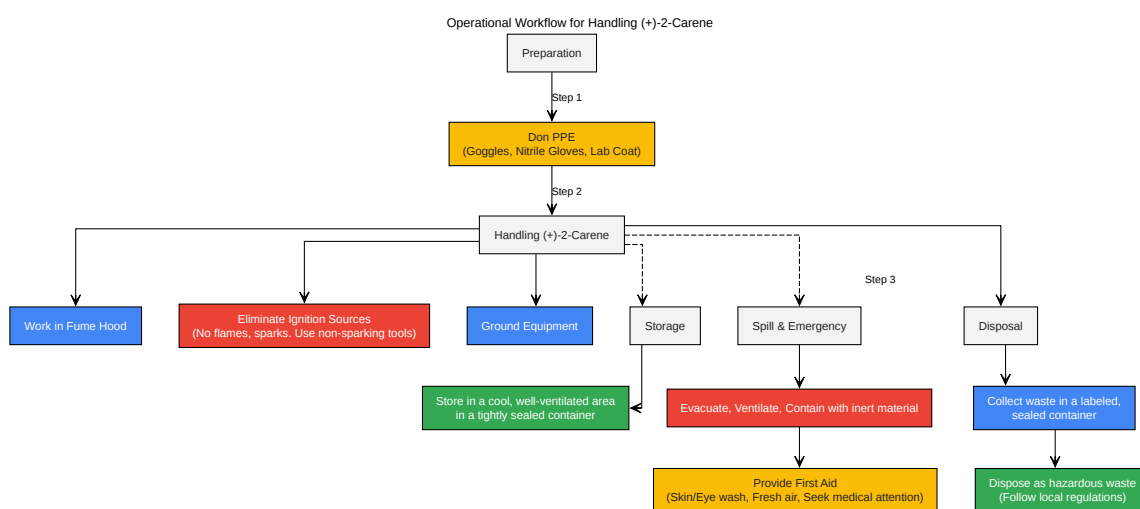 Operational Workflow for Handling (+)-2-Carene
Preparation
Step 1
Don PPE
(Goggles, Nitrile Gloves, Lab Coat)
Step 2
Handling (+)-2-Carene
Step 3
Work in Fume Hood
Eliminate Ignition Sources
(No flames, sparks. Use non-sparking tools)
Ground Equipment
Storage
Spill & Emergency
Disposal
Store in a cool, well-ventilated area
in a tightly sealed container
Evacuate, Ventilate, Contain with inert material
Collect waste in a labeled,
sealed container
Provide First Aid
(Skin/Eye wash, Fresh air, Seek medical attention)
Dispose as hazardous waste
(Follow local regulations)